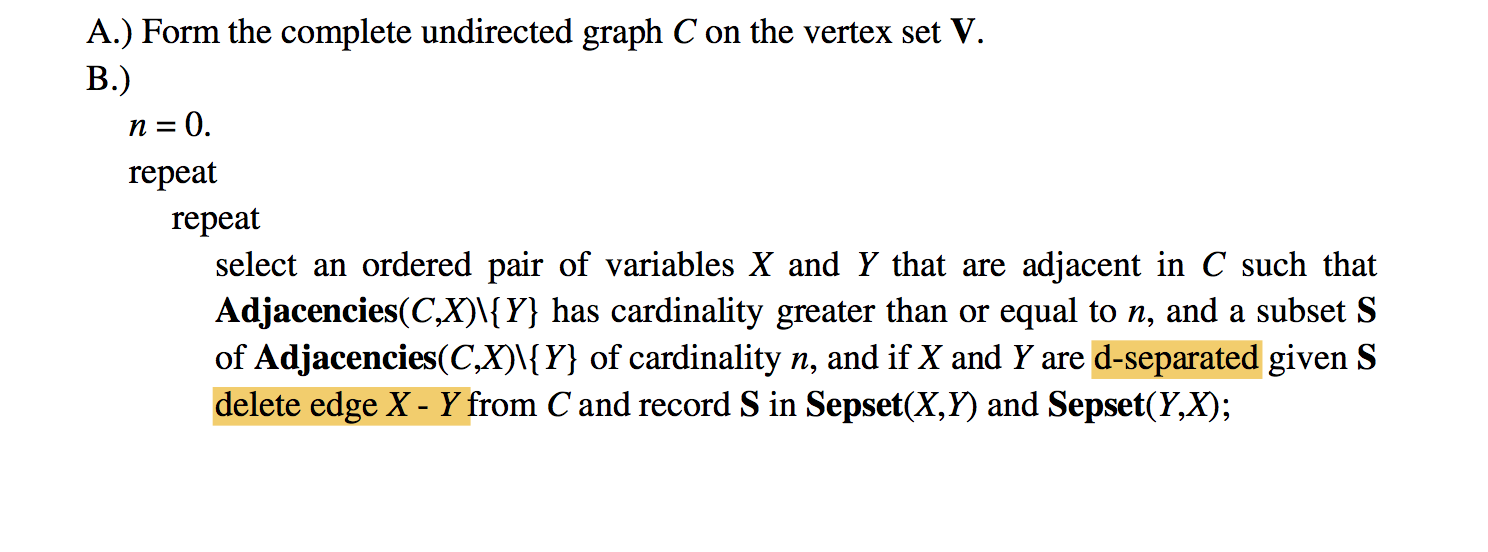 A.) Form the complete undirected graph C on the vertex set V.
B.)
n = 0.
repeat
repeat
select an ordered pair of variables X and Y that are adjacent in C such that
Adjacencies(C,X)\{Y} has cardinality greater than or equal to n, and a subset S
of Adjacencies(C,X)\{Y} of cardinality n, and if X and Y are d-separated given S
delete edge X - Y from C and record S in Sepset(X,Y) and Sepset(Y,X);